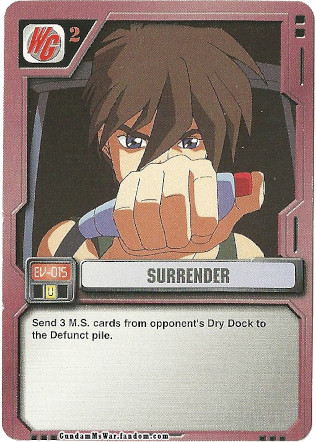 WG 2
EV-015
U
SURRENDER
Send 3 M.S. cards from opponent's Dry Dock to
the Defunct pile.
GundamMsWar.fandom.com